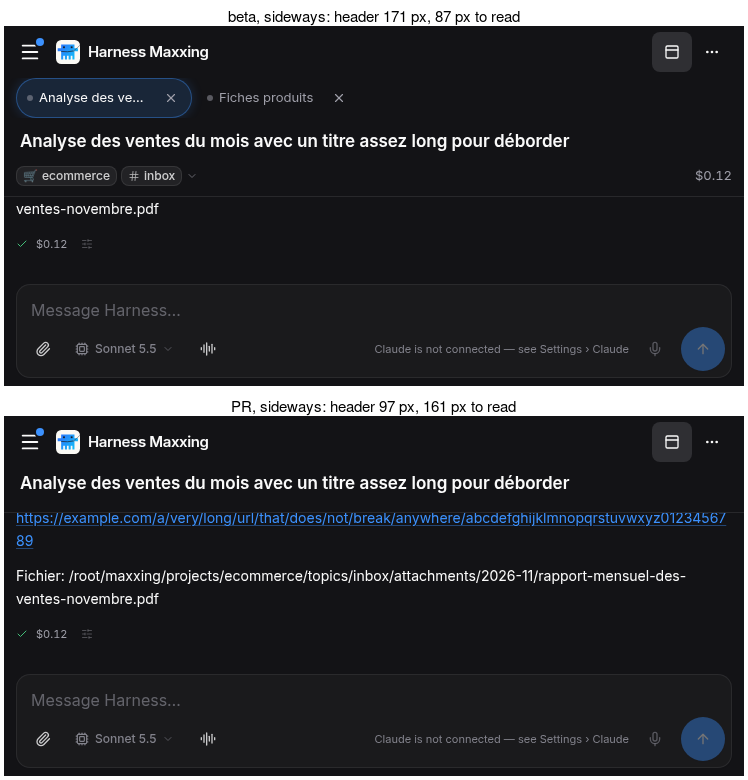 beta, sideways: header 171 px, 87 px to read
Harness Maxxing
Analyse des ve...
Fiches produits
Analyse des ventes du mois avec un titre assez long pour déborder
ecommerce
# inbox
$0.12
ventes-novembre.pdf
$0.12
Message Harness...
Sonnet 5.5
Claude is not connected — see Settings › Claude
PR, sideways: header 97 px, 161 px to read
Harness Maxxing
Analyse des ventes du mois avec un titre assez long pour déborder
https://example.com/a/very/long/url/that/does/not/break/anywhere/abcdefghijklmnopqrstuvwxyz01234567
89
Fichier: /root/maxxing/projects/ecommerce/topics/inbox/attachments/2026-11/rapport-mensuel-des-
ventes-novembre.pdf
$0.12
Message Harness...
Sonnet 5.5
Claude is not connected — see Settings › Claude